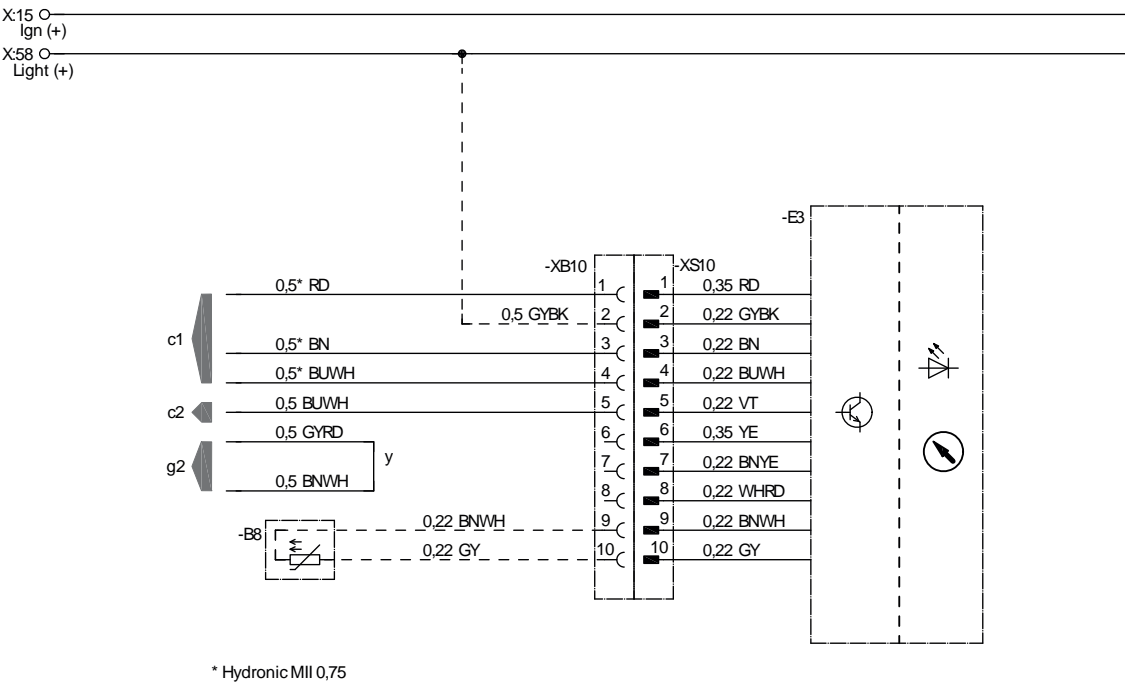 X:15
Ign (+)
X:58
Light (+)
-E3
-XB10
-XS10
0,5* RD
1
1
0,35 RD
0,5 GYBK
2
2
0,22 GYBK
c1
0,5* BN
3
3
0,22 BN
0,5* BUWH
4
4
0,22 BUWH
c2
0,5 BUWH
5
5
0,22 VT
0,5 GYRD
6
6
0,35 YE
g2
y
7
7
0,22 BNYE
0,5 BNWH
8
8
0,22 WHRD
-B8
0,22 BNWH
9
9
0,22 BNWH
0,22 GY
10
10
0,22 GY
* Hydronic MII 0,75